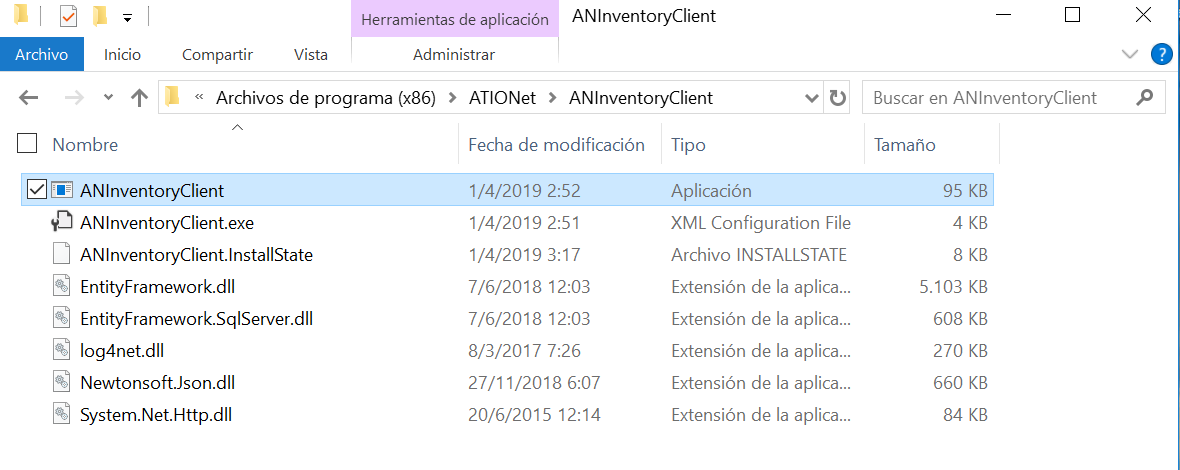 Herramientas de aplicación ANInventoryClient
Archivo Inicio Compartir Vista Administrar ?
« Archivos de programa (x86) > ATIONet > ANInventoryClient Buscar en ANInventoryClient
Nombre Fecha de modificación Tipo Tamaño
ANInventoryClient 1/4/2019 2:52 Aplicación 95 KB
ANInventoryClient.exe 1/4/2019 2:51 XML Configuration File 4 KB
ANInventoryClient.InstallState 1/4/2019 3:17 Archivo INSTALLSTATE 8 KB
EntityFramework.dll 7/6/2018 12:03 Extensión de la aplica... 5.103 KB
EntityFramework.SqlServer.dll 7/6/2018 12:03 Extensión de la aplica... 608 KB
log4net.dll 8/3/2017 7:26 Extensión de la aplica... 270 KB
Newtonsoft.Json.dll 27/11/2018 6:07 Extensión de la aplica... 660 KB
System.Net.Http.dll 20/6/2015 12:14 Extensión de la aplica... 84 KB